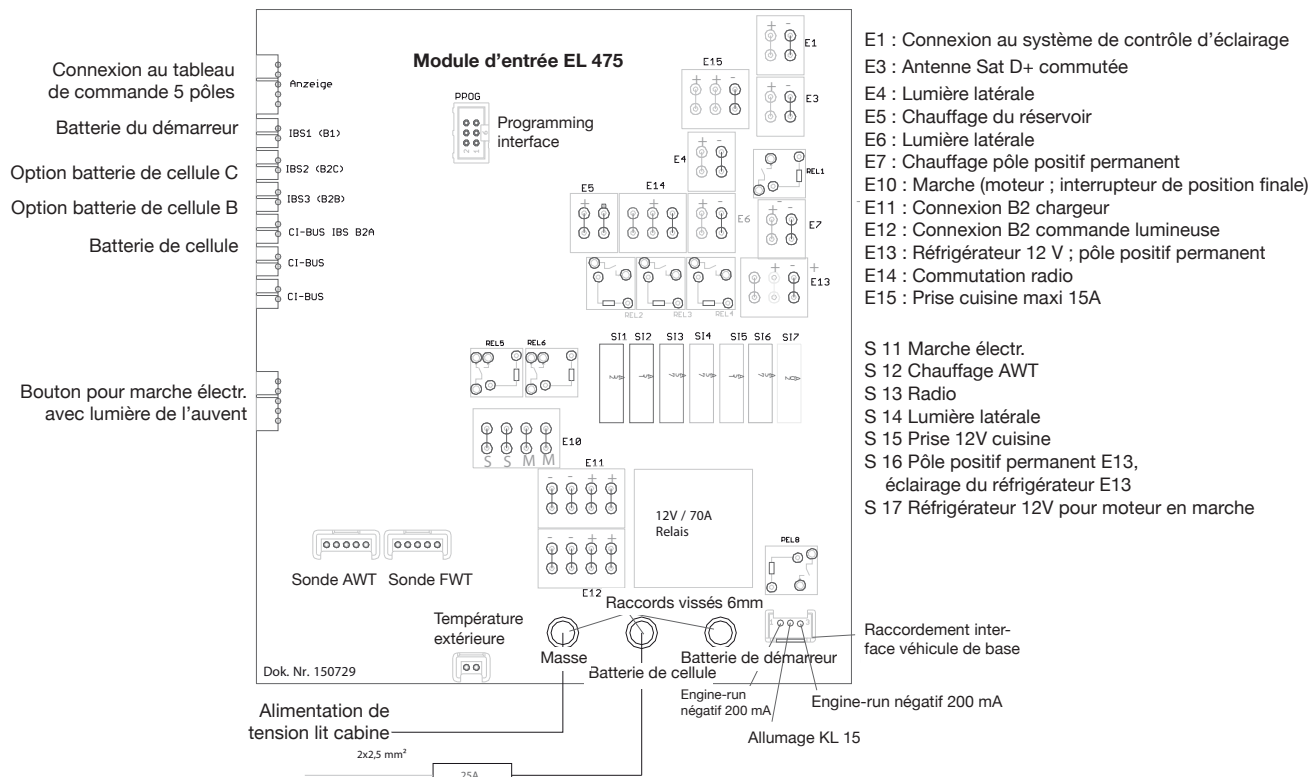 Module d'entrée EL 475
Connexion au tableau
de commande 5 pôles
Batterie du démarreur
Option batterie de cellule C
Option batterie de cellule B
Batterie de cellule
Bouton pour marche électr.
avec lumière de l'auvent
Anzeige
IBS1 (B1)
IBS2 (B2C)
IBS3 (B2B)
CI-BUS IBS B2A
CI-BUS
CI-BUS
PPOG
Programming
interface
E1
E15
E3
E4
REL1
E5
E14
E6
E7
E13
REL2
REL3
REL4
REL5
REL6
SI1
SI2
SI3
SI4
SI5
SI6
SI7
E10
S S M M
E11
E12
12V / 70A
Relais
REL8
Sonde AWT
Sonde FWT
Température
extérieure
Raccords vissés 6mm
Masse
Batterie de cellule
Batterie de démarreur
Dok. Nr. 150729
Engine-run
négatif 200 mA
Engine-run négatif 200 mA
Allumage KL 15
Raccordement inter-
face véhicule de base
Alimentation de
tension lit cabine
2x2,5 mm²
25A
E1 : Connexion au système de contrôle d'éclairage
E3 : Antenne Sat D+ commutée
E4 : Lumière latérale
E5 : Chauffage du réservoir
E6 : Lumière latérale
E7 : Chauffage pôle positif permanent
E10 : Marche (moteur ; interrupteur de position finale)
E11 : Connexion B2 chargeur
E12 : Connexion B2 commande lumineuse
E13 : Réfrigérateur 12 V ; pôle positif permanent
E14 : Commutation radio
E15 : Prise cuisine maxi 15A
S 11 Marche électr.
S 12 Chauffage AWT
S 13 Radio
S 14 Lumière latérale
S 15 Prise 12V cuisine
S 16 Pôle positif permanent E13,
éclairage du réfrigérateur E13
S 17 Réfrigérateur 12V pour moteur en marche